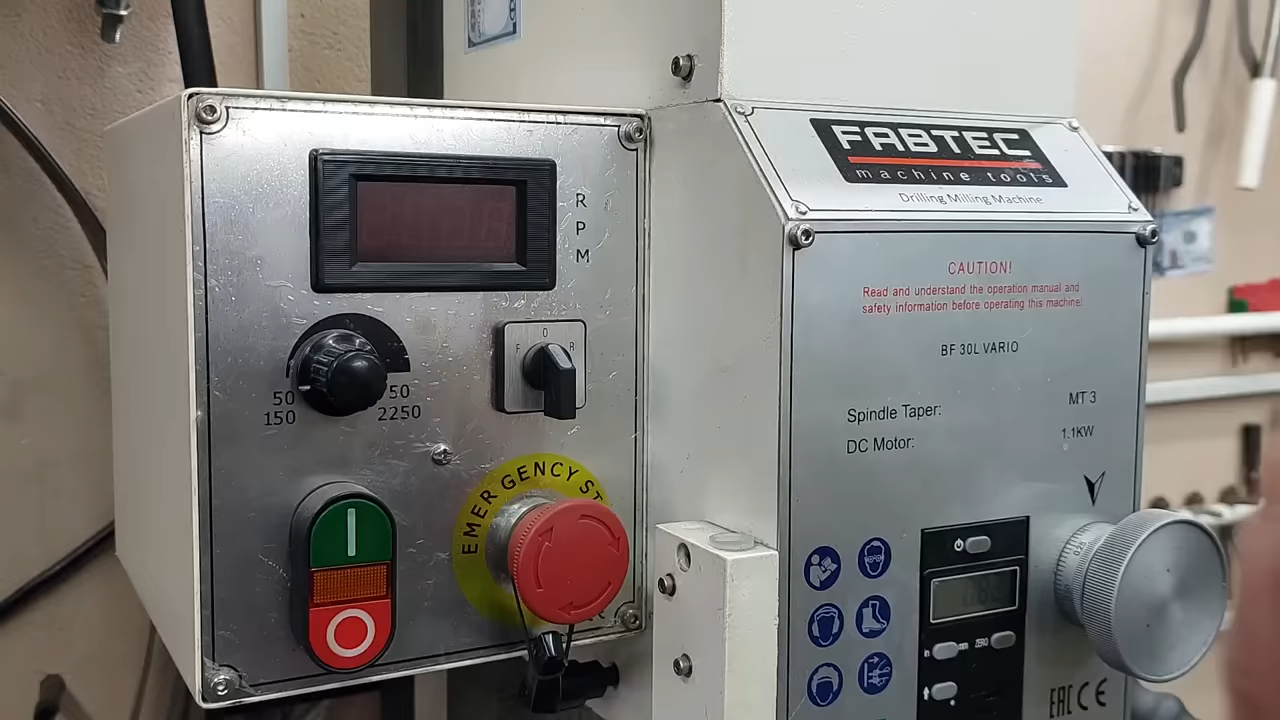 RPM
50
150
50
2250
O
F
R
EMERGENCY ST
FABTEC
machine tools
Drilling Milling Machine
CAUTION!
Read and understand the operation manual and
safety information before operating this machine!
BF 30L VARIO
Spindle Taper: MT 3
DC Motor: 1.1KW
in
mm
ZERO
EAC CE